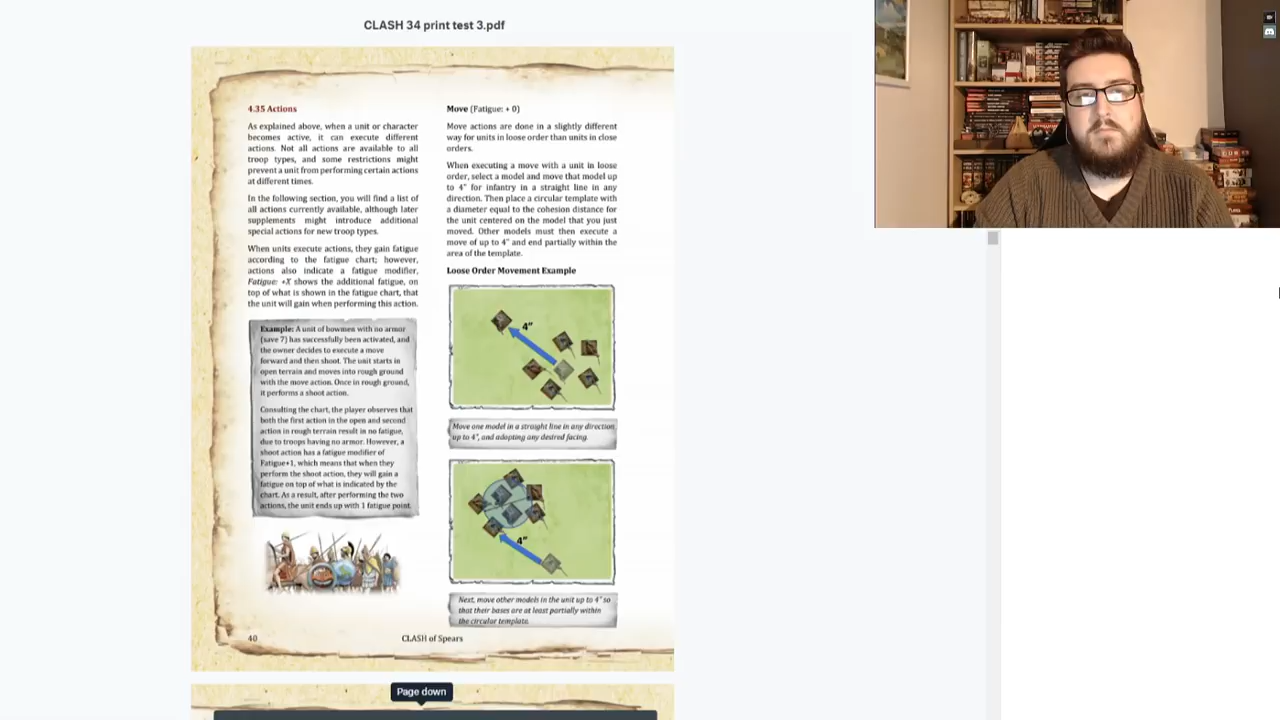 CLASH 34 print test 3.pdf
4.35 Actions
As explained above, when a unit or character
becomes active, it can execute different
actions. Not all actions are available to all
troop types, and some restrictions might
prevent a unit from performing certain actions
at different times.
In the following section, you will find a list of
all actions currently available, although later
supplements might introduce additional
special actions for new troop types.
When units execute actions, they gain fatigue
according to the fatigue chart; however,
actions also indicate a fatigue modifier,
Fatigue: +X shows the additional fatigue, on
top of what is shown in the fatigue chart, that
the unit will gain when performing this action.
Example: A unit of bowmen with no armor
(save 7) has successfully been activated, and
the owner decides to execute a move
forward and then shoot. The unit starts in
open terrain and moves into rough ground
with the move action. Once in rough ground,
it performs a shoot action.
Consulting the chart, the player observes that
both the first action in the open and second
action in rough terrain result in no fatigue,
due to troops having no armor. However, a
shoot action has a fatigue modifier of
Fatigue+1, which means that when they
perform the shoot action, they will gain a
fatigue on top of what is indicated by the
chart. As a result, after performing the two
actions, the unit ends up with 1 fatigue point.
Move (Fatigue: + 0)
Move actions are done in a slightly different
way for units in loose order than units in close
orders.
When executing a move with a unit in loose
order, select a model and move that model up
to 4" for infantry in a straight line in any
direction. Then place a circular template with
a diameter equal to the cohesion distance for
the unit centered on the model that you just
moved. Other models must then execute a
move of up to 4" and end partially within the
area of the template.
Loose Order Movement Example
4"
Move one model in a straight line in any direction
up to 4", and adopting any desired facing.
4"
Next, move other models in the unit up to 4" so
that their bases are at least partially within
the circular template.
40
CLASH of Spears
Page down